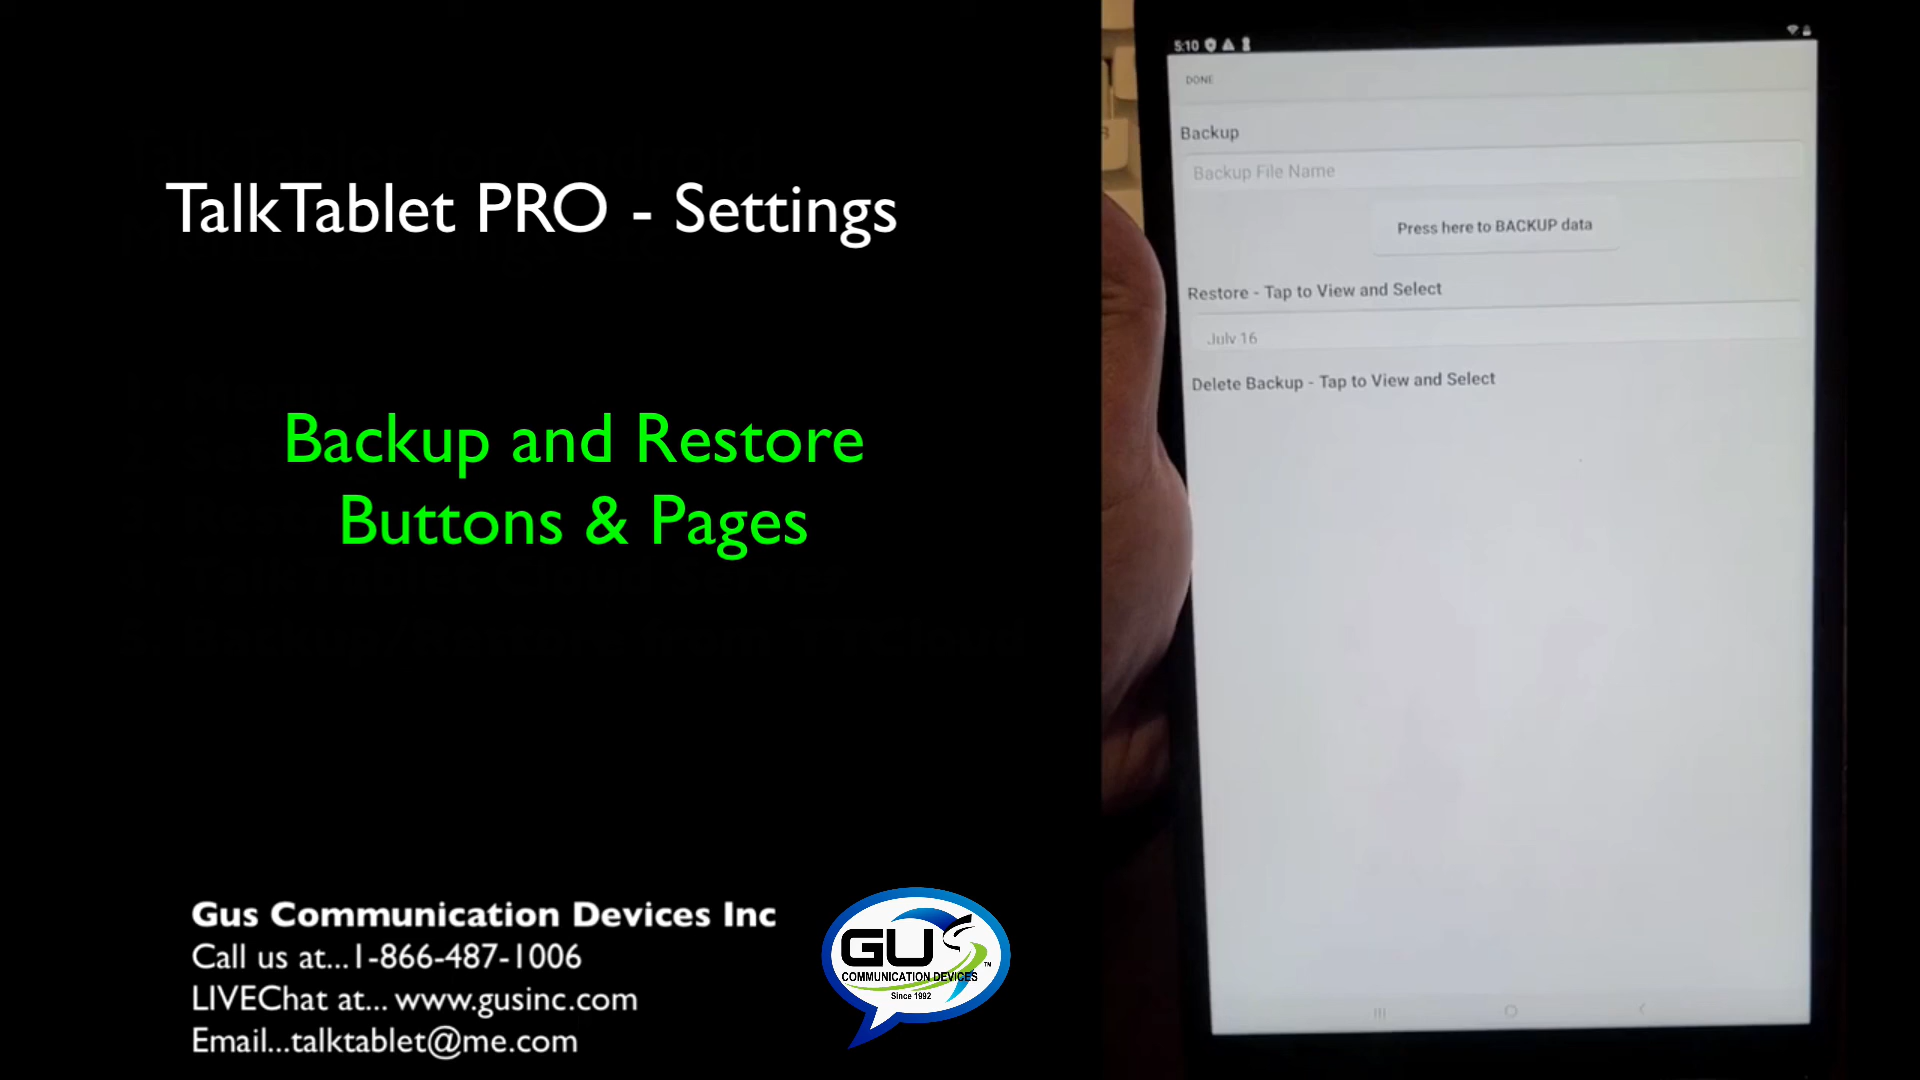 TalkTablet PRO - Settings
Backup and Restore
Buttons & Pages
Gus Communication Devices Inc
Call us at...1-866-487-1006
LIVEChat at... www.gusinc.com
Email...talktablet@me.com
GUS
COMMUNICATION DEVICES
TM
Since 1992
5:10
DONE
Backup
Backup File Name
Press here to BACKUP data
Restore - Tap to View and Select
July 16
Delete Backup - Tap to View and Select